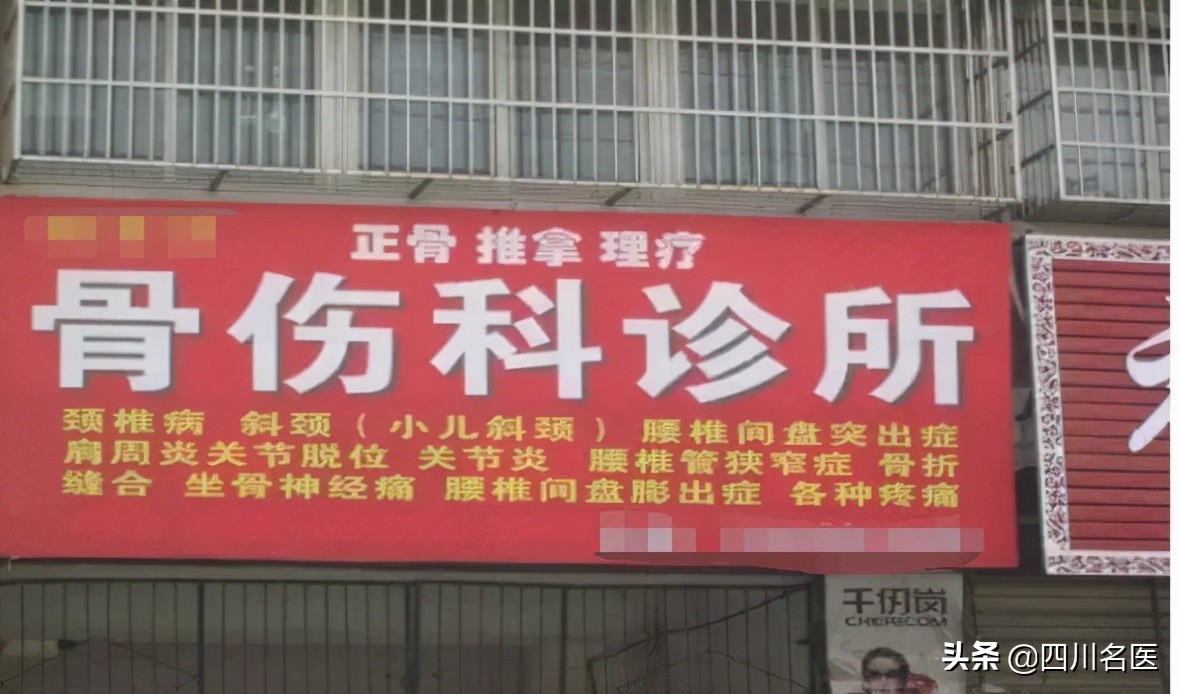 正骨 推拿 理疗
骨伤科诊所
颈椎病 斜颈（小儿斜颈） 腰椎间盘突出症
肩周炎关节脱位 关节炎 腰椎管狭窄症 骨折
缝合 坐骨神经痛 腰椎间盘膨出症 各种疼痛
千仞岗
CHERECOM
头条 @四川名医